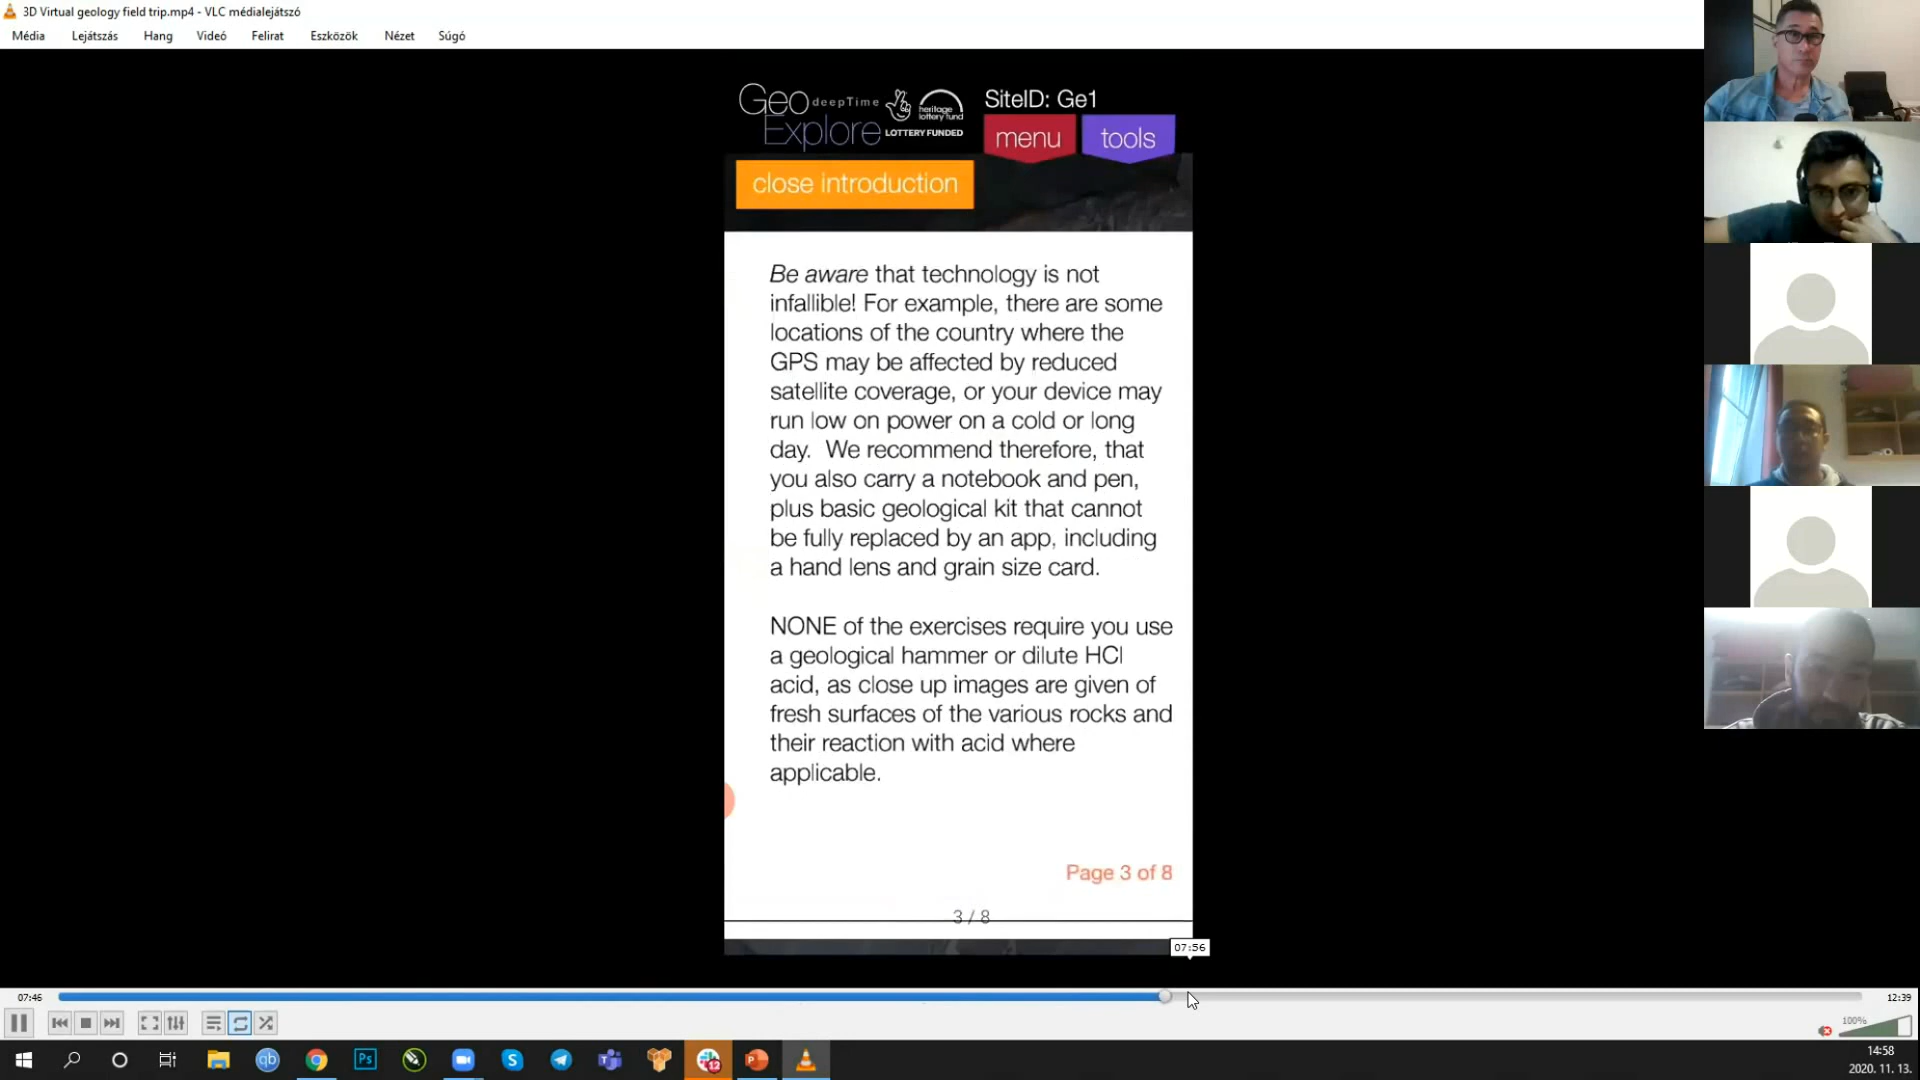 3D Virtual geology field trip.mp4 - VLC médialejátszó
Média Lejátszás Hang Videó Felirat Eszközök Nézet Súgó
Geo deepTime
Explore
heritage
lottery fund
LOTTERY FUNDED
SiteID: Ge1
menu tools
close introduction
Be aware that technology is not
infallible! For example, there are some
locations of the country where the
GPS may be affected by reduced
satellite coverage, or your device may
run low on power on a cold or long
day. We recommend therefore, that
you also carry a notebook and pen,
plus basic geological kit that cannot
be fully replaced by an app, including
a hand lens and grain size card.
NONE of the exercises require you use
a geological hammer or dilute HCl
acid, as close up images are given of
fresh surfaces of the various rocks and
their reaction with acid where
applicable.
Page 3 of 8
3 / 8
07:56
07:46 12:39
100%
qb Ps S 12 P
14:58
2020. 11. 13.